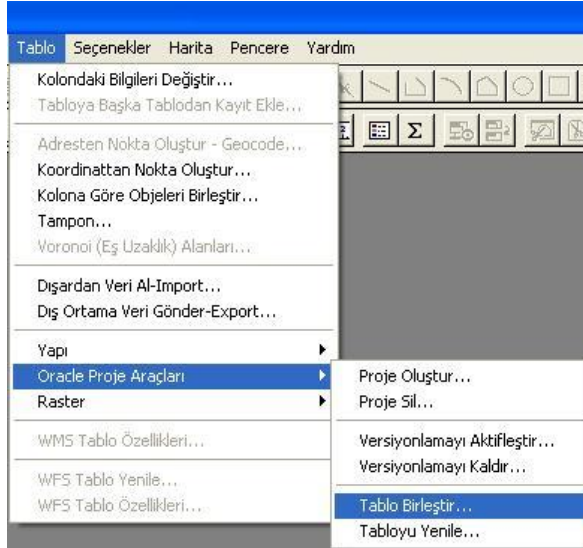 Tablo Seçenekler Harita Pencere Yardım
Kolondaki Bilgileri Değiştir...
Tabloya Başka Tablodan Kayıt Ekle...
Adresten Nokta Oluştur - Geocode...
Koordinattan Nokta Oluştur...
Kolona Göre Objeleri Birleştir...
Tampon...
Voronoi (Eş Uzaklık) Alanları...
Dışardan Veri Al-Import...
Dış Ortama Veri Gönder-Export...
Yapı
Oracle Proje Araçları
Raster
WMS Tablo Özellikleri...
WFS Tablo Yenile...
WFS Tablo Özellikleri...
Proje Oluştur...
Proje Sil...
Versiyonlamayı Aktifleştir...
Versiyonlamayı Kaldır...
Tablo Birleştir...
Tabloyu Yenile...